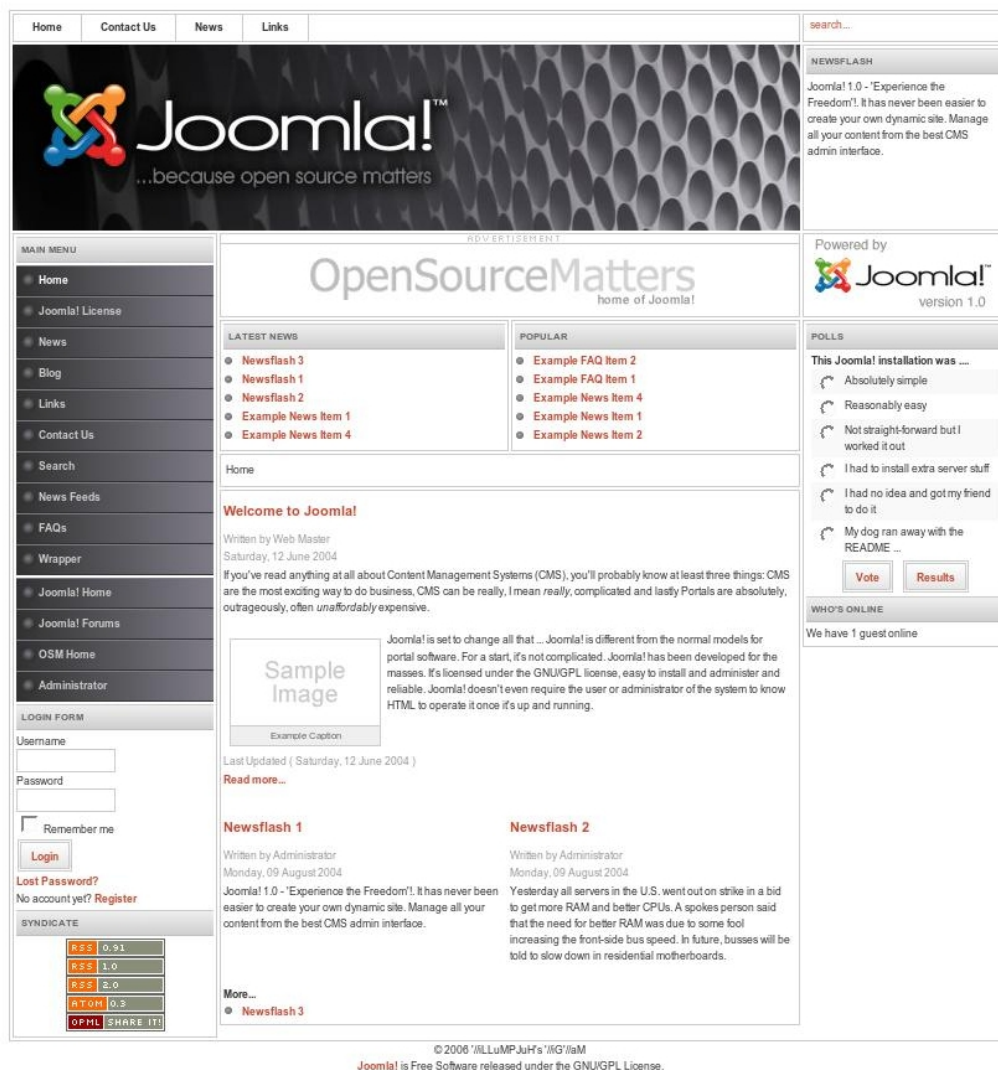 Home
Contact Us
News
Links
search...
Joomla!™
...because open source matters
NEWSFLASH
Joomla! 1.0 - 'Experience the
Freedom'!. It has never been easier to
create your own dynamic site. Manage
all your content from the best CMS
admin interface.
MAIN MENU
Home
Joomla! License
News
Blog
Links
Contact Us
Search
News Feeds
FAQs
Wrapper
Joomla! Home
Joomla! Forums
OSM Home
Administrator
LOGIN FORM
Username
Password
Remember me
Login
Lost Password?
No account yet? Register
SYNDICATE
RSS 0.91
RSS 1.0
RSS 2.0
ATOM 0.3
OPML SHARE IT!
ADVERTISEMENT
OpenSourceMatters
home of Joomla!
LATEST NEWS
Newsflash 3
Newsflash 1
Newsflash 2
Example News Item 1
Example News Item 4
POPULAR
Example FAQ Item 2
Example FAQ Item 1
Example News Item 4
Example News Item 1
Example News Item 2
Home
Welcome to Joomla!
Written by Web Master
Saturday, 12 June 2004
If you've read anything at all about Content Management Systems (CMS), you'll probably know at least three things: CMS
are the most exciting way to do business, CMS can be really, I mean really, complicated and lastly Portals are absolutely,
outrageously, often unaffordably expensive.
Sample
Image
Example Caption
Joomla! is set to change all that ... Joomla! is different from the normal models for
portal software. For a start, it's not complicated. Joomla! has been developed for the
masses. It's licensed under the GNU/GPL license, easy to install and administer and
reliable. Joomla! doesn't even require the user or administrator of the system to know
HTML to operate it once it's up and running.
Last Updated ( Saturday, 12 June 2004 )
Read more...
Newsflash 1
Written by Administrator
Monday, 09 August 2004
Joomla! 1.0 - 'Experience the Freedom'!. It has never been
easier to create your own dynamic site. Manage all your
content from the best CMS admin interface.
Newsflash 2
Written by Administrator
Monday, 09 August 2004
Yesterday all servers in the U.S. went out on strike in a bid
to get more RAM and better CPUs. A spokes person said
that the need for better RAM was due to some fool
increasing the front-side bus speed. In future, busses will be
told to slow down in residential motherboards.
More...
Newsflash 3
Powered by
Joomla!™
version 1.0
POLLS
This Joomla! installation was ....
Absolutely simple
Reasonably easy
Not straight-forward but I
worked it out
I had to install extra server stuff
I had no idea and got my friend
to do it
My dog ran away with the
README ...
Vote
Results
WHO'S ONLINE
We have 1 guest online
© 2006 '//iLLuMPJuH's '//iG'//aM
Joomla! is Free Software released under the GNU/GPL License.